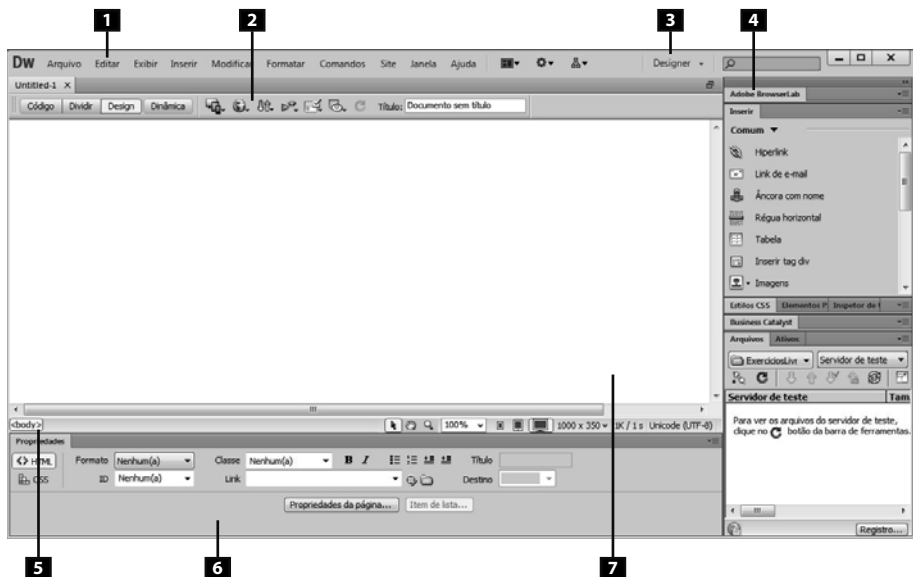 1 2 3 4
DW Arquivo Editar Exibir Inserir Modificar Formatar Comandos Site Janela Ajuda Designer
Untitled-1 X
Código Dividir Design Dinâmica Título: Documento sem título
Adobe BrowserLab
Inserir
Comum
Hiperlink
Link de e-mail
Âncora com nome
Régua horizontal
Tabela
Inserir tag div
Imagens
Estilos CSS Elementos P Inspetor de
Business Catalyst
Arquivos Ativos
ExerciciosLivr Servidor de teste
Servidor de teste Tam
Para ver os arquivos do servidor de teste,
clique no botão da barra de ferramentas.
Registro...
<body> 100% 1000 x 350 1K / 1 s Unicode (UTF-8)
Propriedades
<> HTML Formato Nenhum(a) Classe Nenhum(a) B I Título
CSS ID Nenhum(a) Link Destino
Propriedades da página... Item de lista...
5 6 7